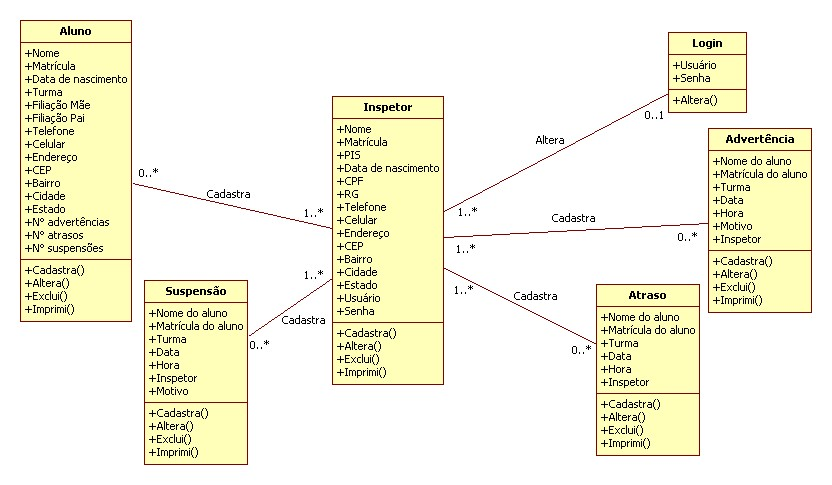 Aluno
+Nome
+Matrícula
+Data de nascimento
+Turma
+Filiação Mãe
+Filiação Pai
+Telefone
+Celular
+Endereço
+CEP
+Bairro
+Cidade
+Estado
+N° advertências
+N° atrasos
+N° suspensões
+Cadastra()
+Altera()
+Exclui()
+Imprimi()
0..*
Cadastra
1..*
Suspensão
+Nome do aluno
+Matrícula do aluno
+Turma
+Data
+Hora
+Inspetor
+Motivo
+Cadastra()
+Altera()
+Exclui()
+Imprimi()
1..*
Cadastra
0..*
Inspetor
+Nome
+Matrícula
+PIS
+Data de nascimento
+CPF
+RG
+Telefone
+Celular
+Endereço
+CEP
+Bairro
+Cidade
+Estado
+Usuário
+Senha
+Cadastra()
+Altera()
+Exclui()
+Imprimi()
Login
+Usuário
+Senha
+Altera()
0..1
Altera
1..*
Advertência
+Nome do aluno
+Matrícula do aluno
+Turma
+Data
+Hora
+Motivo
+Inspetor
+Cadastra()
+Altera()
+Exclui()
+Imprimi()
Cadastra
1..*
0..*
Atraso
+Nome do aluno
+Matrícula do aluno
+Turma
+Data
+Hora
+Inspetor
+Cadastra()
+Altera()
+Exclui()
+Imprimi()
1..*
Cadastra
0..*